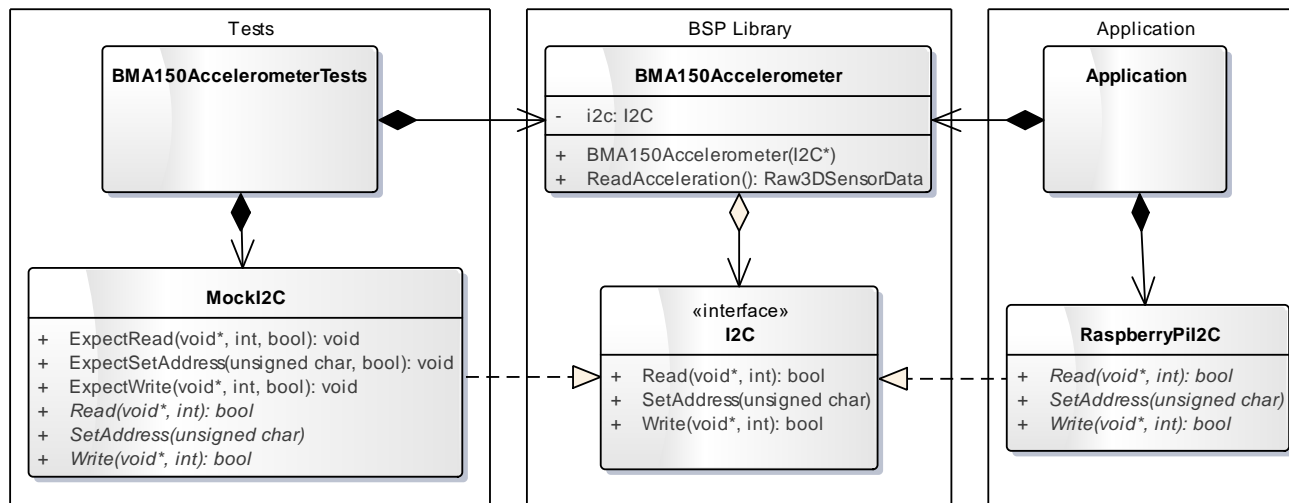 Tests
BMA150AccelerometerTests
MockI2C
+ ExpectRead(void*, int, bool): void
+ ExpectSetAddress(unsigned char, bool): void
+ ExpectWrite(void*, int, bool): void
+ Read(void*, int): bool
+ SetAddress(unsigned char)
+ Write(void*, int): bool
BSP Library
BMA150Accelerometer
- i2c: I2C
+ BMA150Accelerometer(I2C*)
+ ReadAcceleration(): Raw3DSensorData
«interface»
I2C
+ Read(void*, int): bool
+ SetAddress(unsigned char)
+ Write(void*, int): bool
Application
Application
RaspberryPiI2C
+ Read(void*, int): bool
+ SetAddress(unsigned char)
+ Write(void*, int): bool